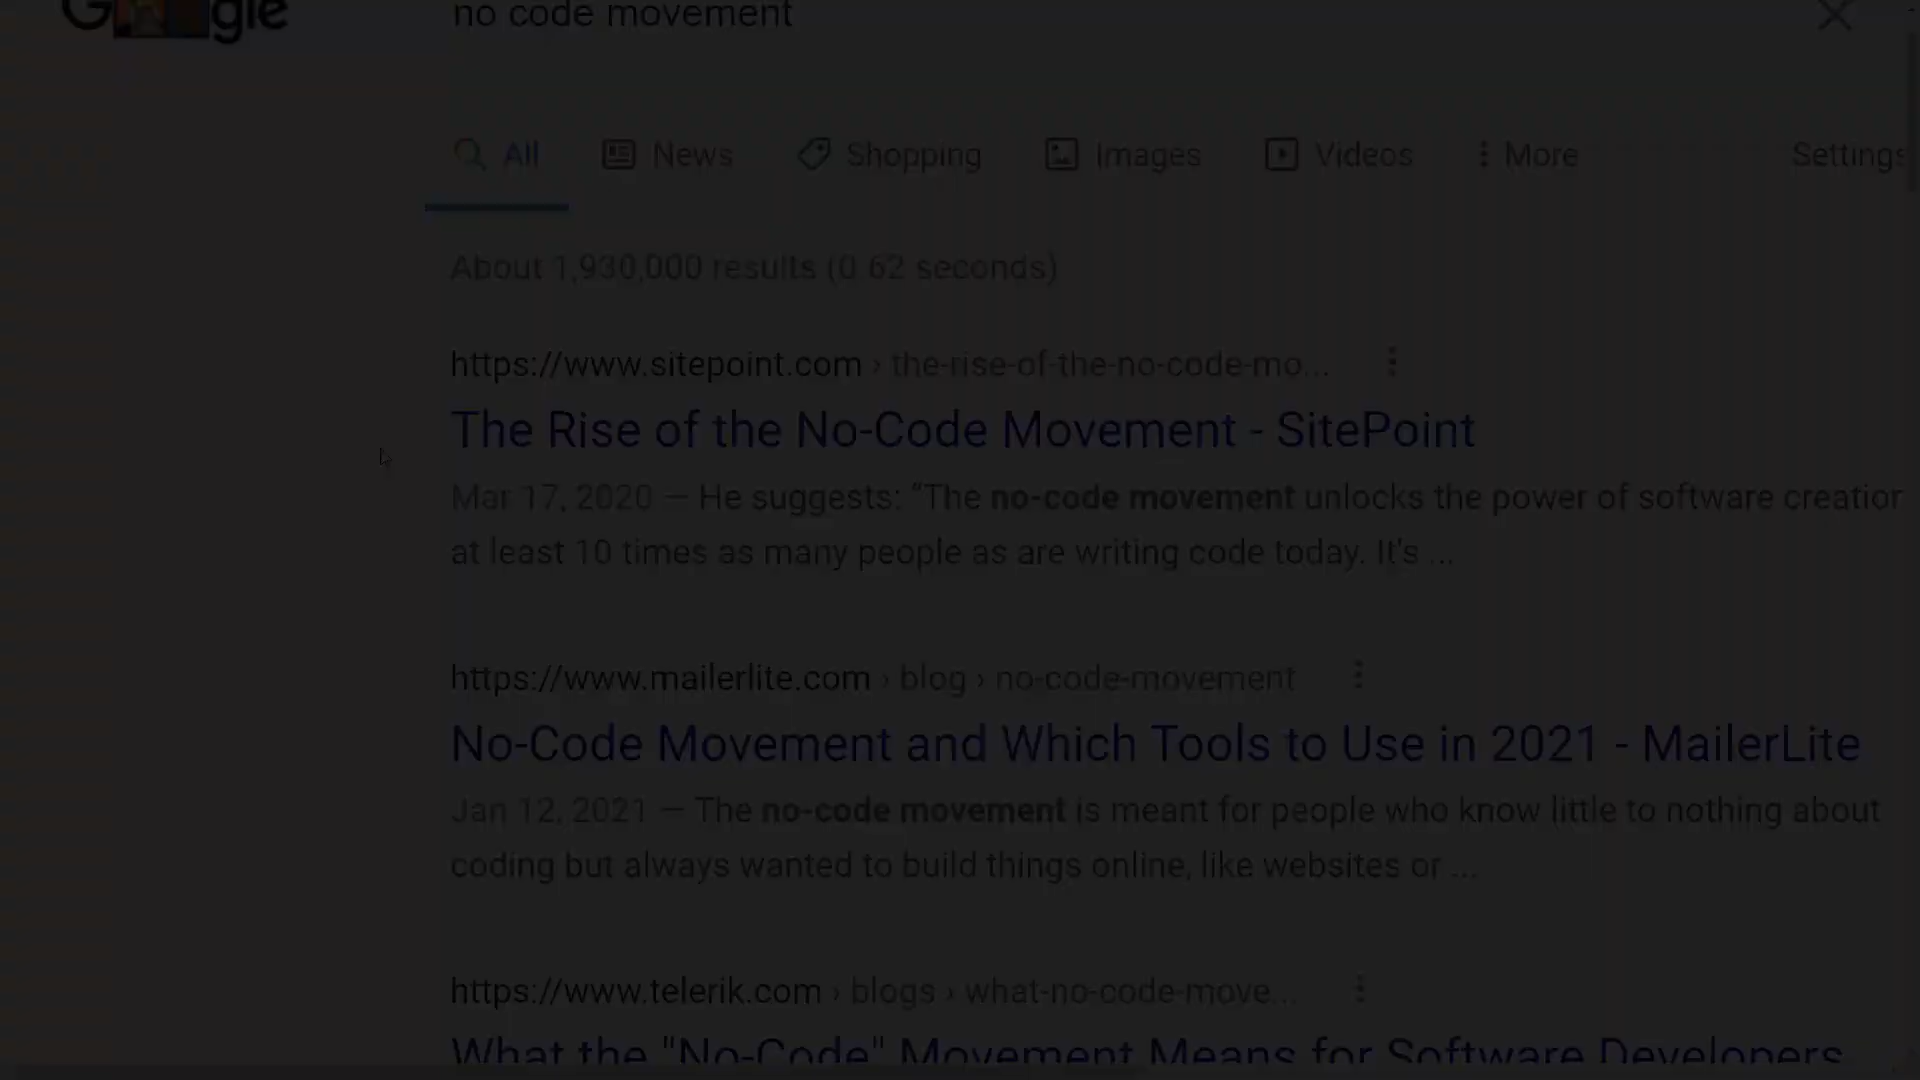 Google
no code movement
All News Shopping Images Videos More Settings
About 1,930,000 results (0.62 seconds)
https://www.sitepoint.com › the-rise-of-the-no-code-mo...
The Rise of the No-Code Movement - SitePoint
Mar 17, 2020 — He suggests: “The no-code movement unlocks the power of software creation
at least 10 times as many people as are writing code today. It's ...
https://www.mailerlite.com › blog › no-code-movement
No-Code Movement and Which Tools to Use in 2021 - MailerLite
Jan 12, 2021 — The no-code movement is meant for people who know little to nothing about
coding but always wanted to build things online, like websites or ...
https://www.telerik.com › blogs › what-no-code-move...
What the "No-Code" Movement Means for Software Developers